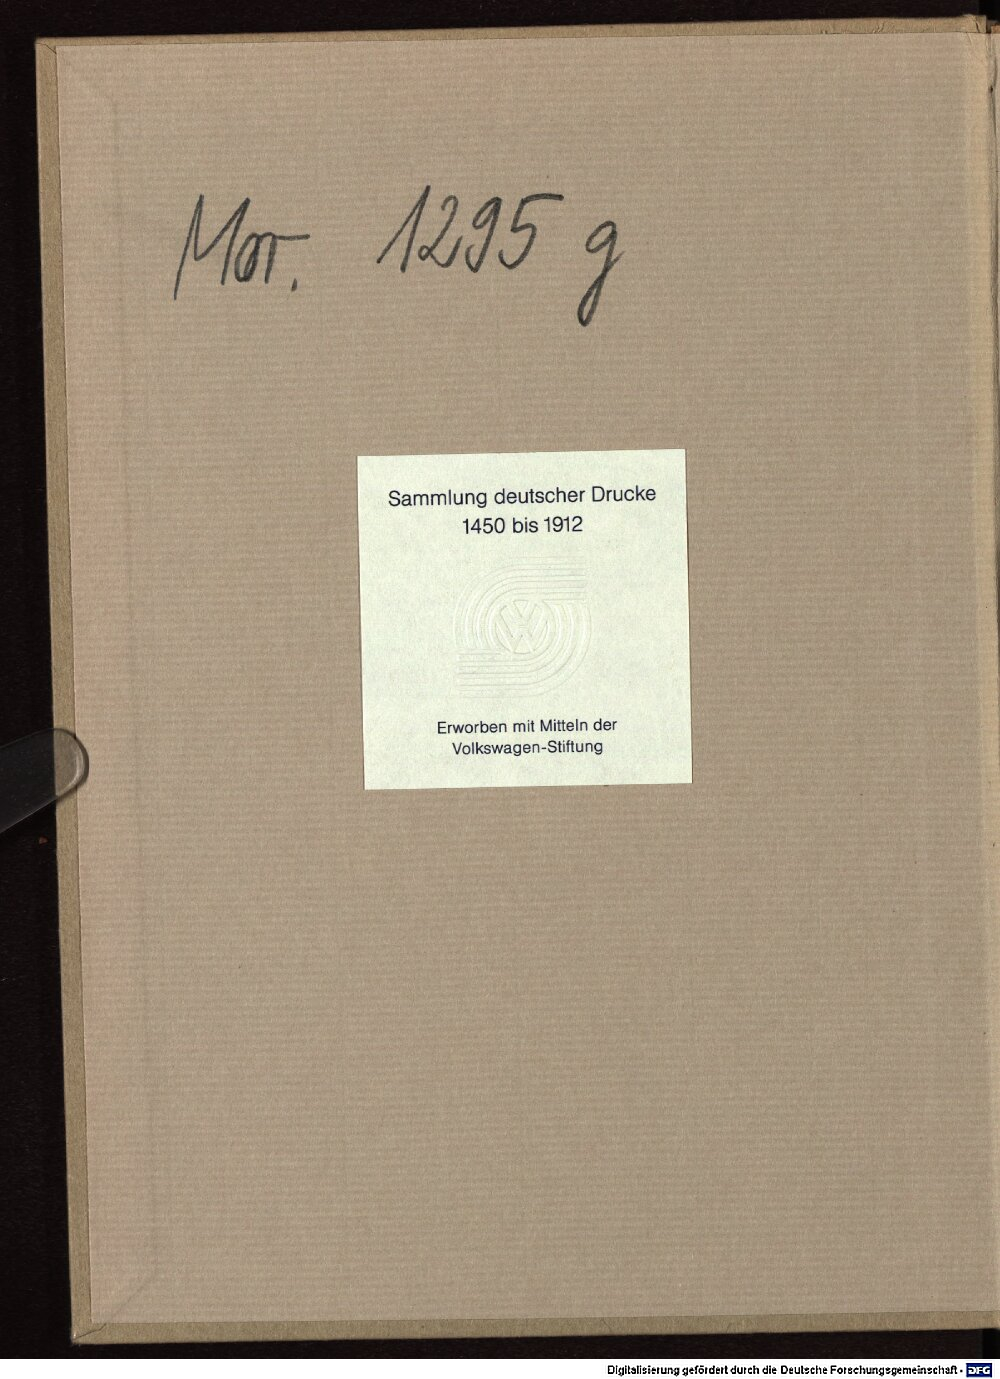 Mor. 1295 g
Sammlung deutscher Drucke
1450 bis 1912
VW
Erworben mit Mitteln der
Volkswagen-Stiftung
Digitalisierung gefördert durch die Deutsche Forschungsgemeinschaft - DFG